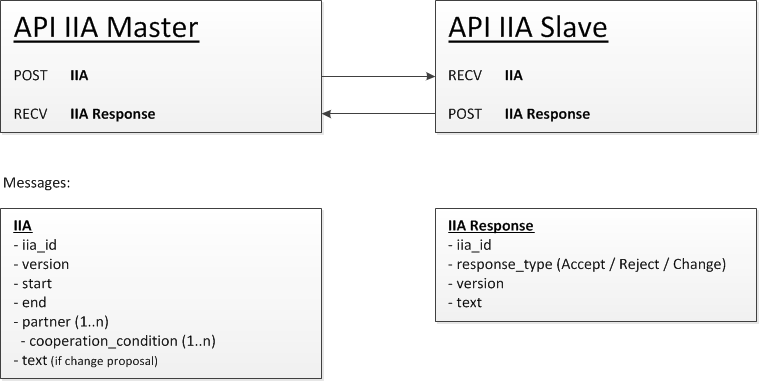 API IIA Master
POST IIA
RECV IIA Response
API IIA Slave
RECV IIA
POST IIA Response
Messages:
IIA
- iia_id
- version
- start
- end
- partner (1..n)
- cooperation_condition (1..n)
- text (if change proposal)
IIA Response
- iia_id
- response_type (Accept / Reject / Change)
- version
- text